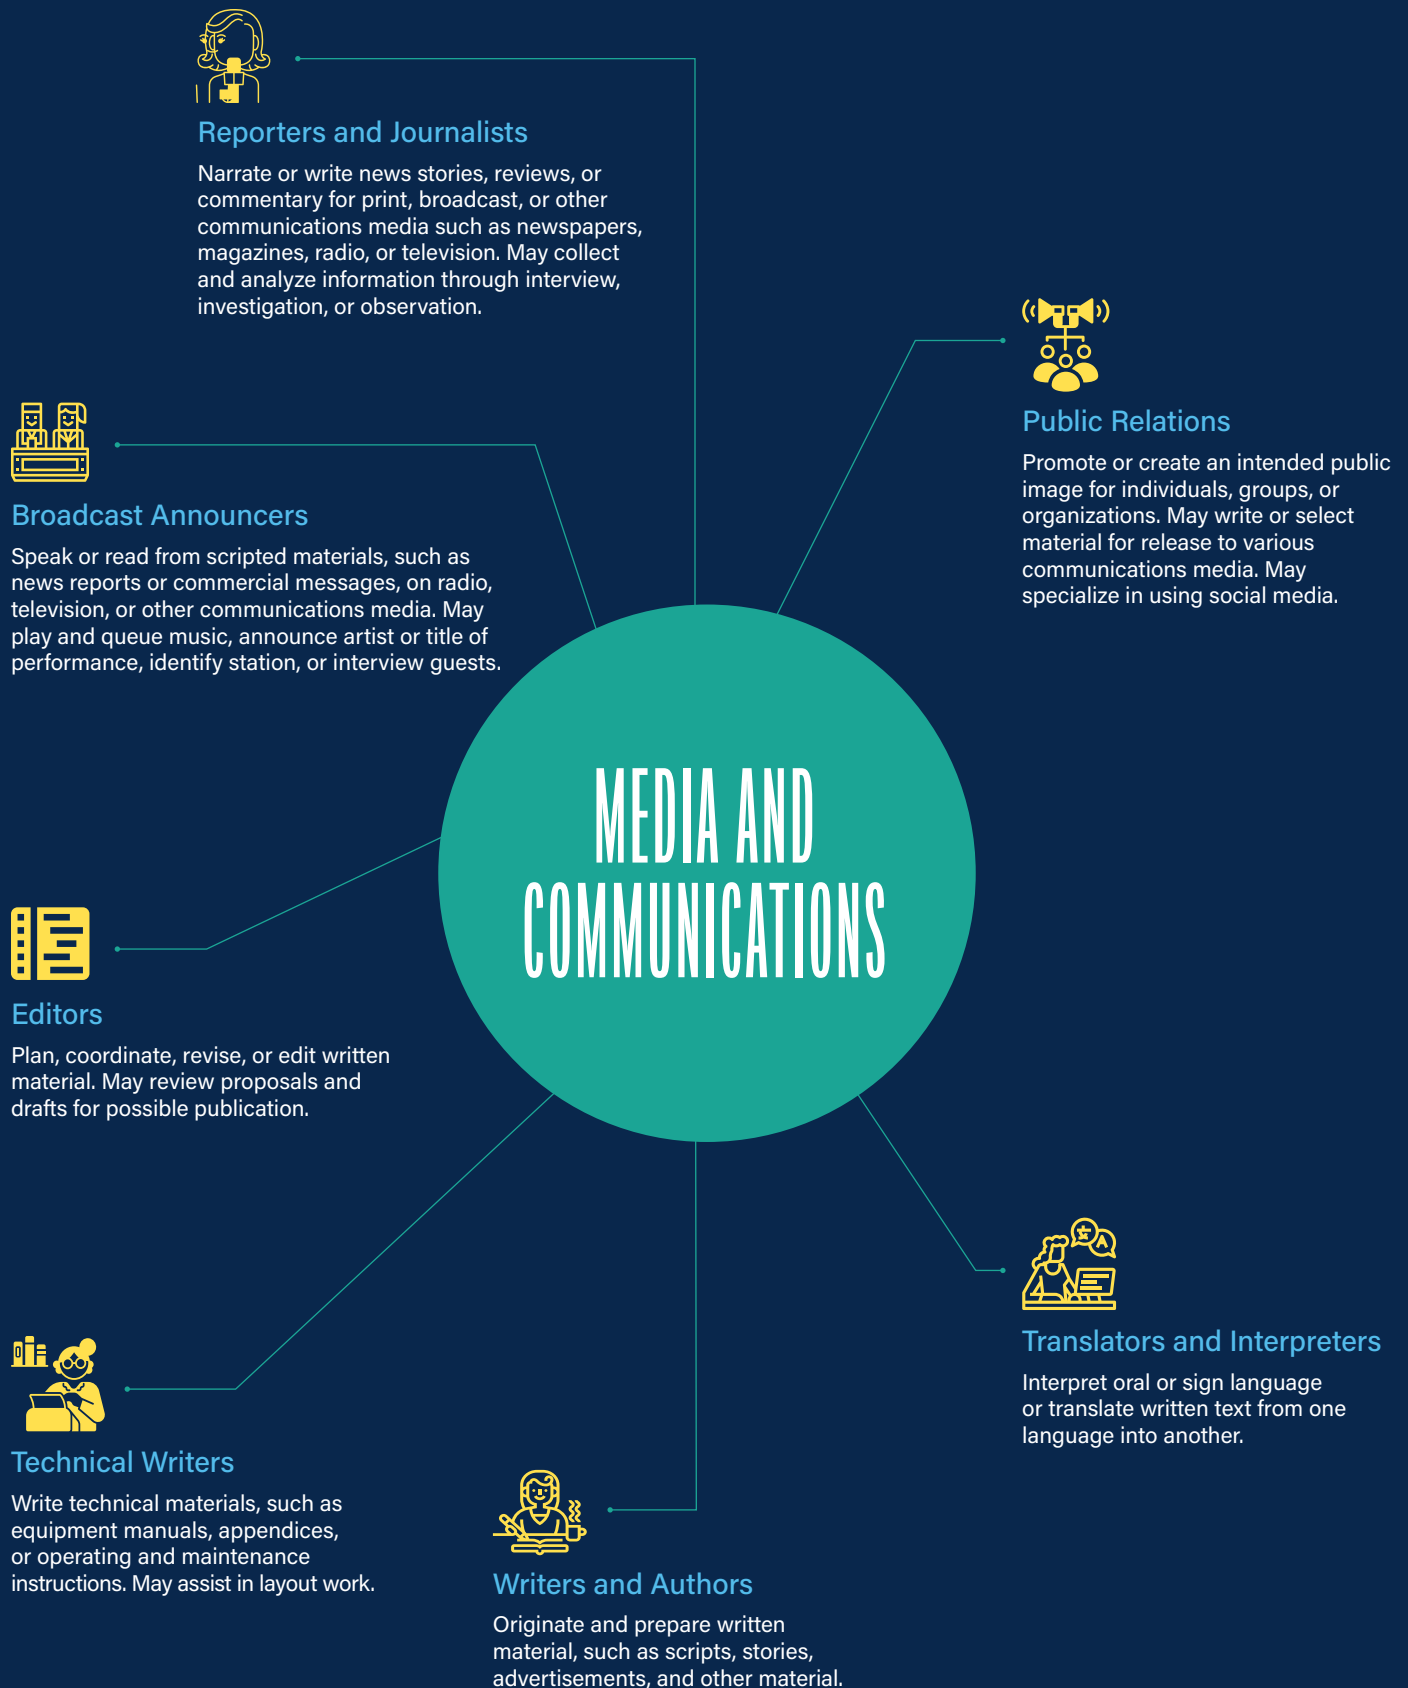 Reporters and Journalists
Narrate or write news stories, reviews, or
commentary for print, broadcast, or other
communications media such as newspapers,
magazines, radio, or television. May collect
and analyze information through interview,
investigation, or observation.
Public Relations
Promote or create an intended public
image for individuals, groups, or
organizations. May write or select
material for release to various
communications media. May
specialize in using social media.
Broadcast Announcers
Speak or read from scripted materials, such as
news reports or commercial messages, on radio,
television, or other communications media. May
play and queue music, announce artist or title of
performance, identify station, or interview guests.
MEDIA AND
COMMUNICATIONS
Editors
Plan, coordinate, revise, or edit written
material. May review proposals and
drafts for possible publication.
文
A
Translators and Interpreters
Interpret oral or sign language
or translate written text from one
language into another.
Technical Writers
Write technical materials, such as
equipment manuals, appendices,
or operating and maintenance
instructions. May assist in layout work.
Writers and Authors
Originate and prepare written
material, such as scripts, stories,
advertisements, and other material.